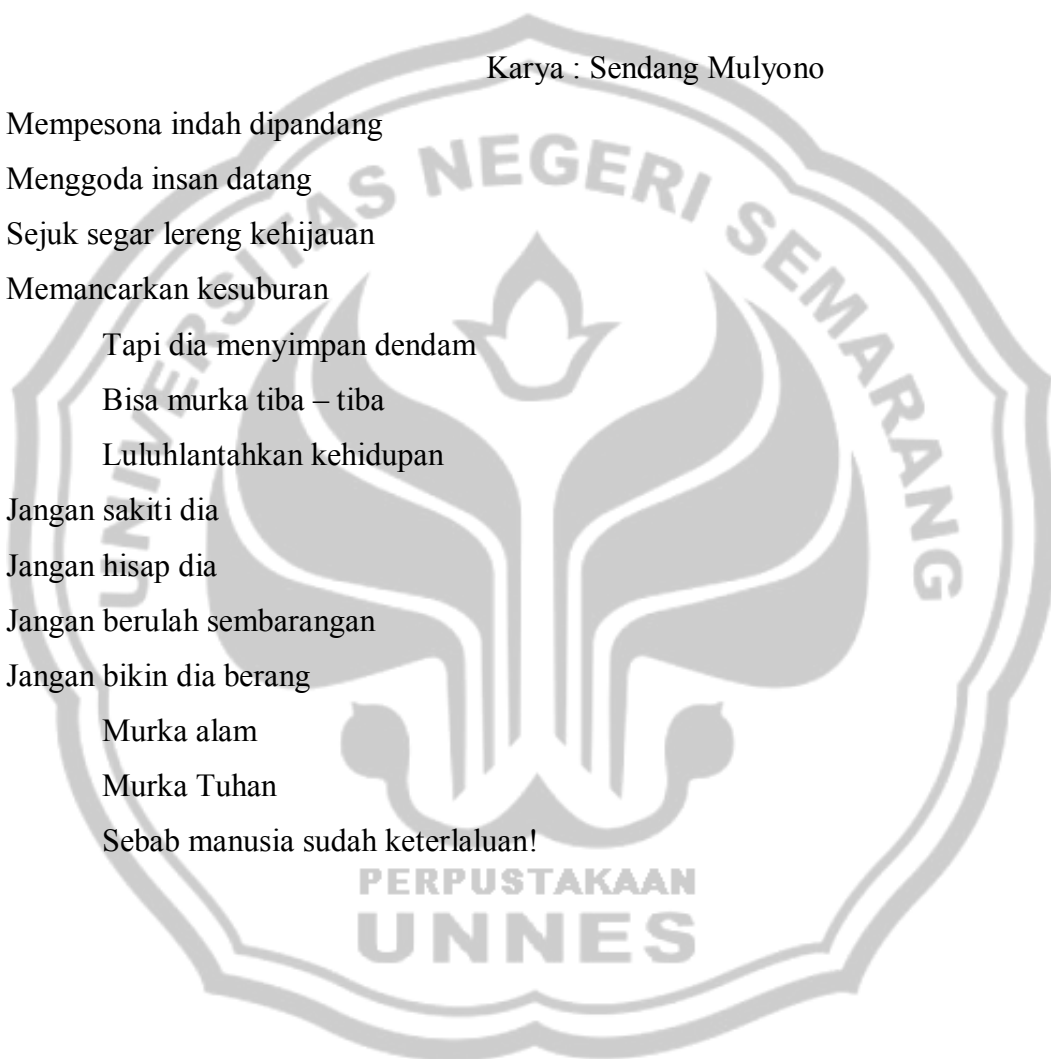 Karya : Sendang Mulyono
Mempesona indah dipandang
Menggoda insan datang
Sejuk segar lereng kehijauan
Memancarkan kesuburan
Tapi dia menyimpan dendam
Bisa murka tiba – tiba
Luluhlantahkan kehidupan
Jangan sakiti dia
Jangan hisap dia
Jangan berulah sembarangan
Jangan bikin dia berang
Murka alam
Murka Tuhan
Sebab manusia sudah keterlaluan!
UNIVERSITAS NEGERI SEMARANG
PERPUSTAKAAN
UNNES